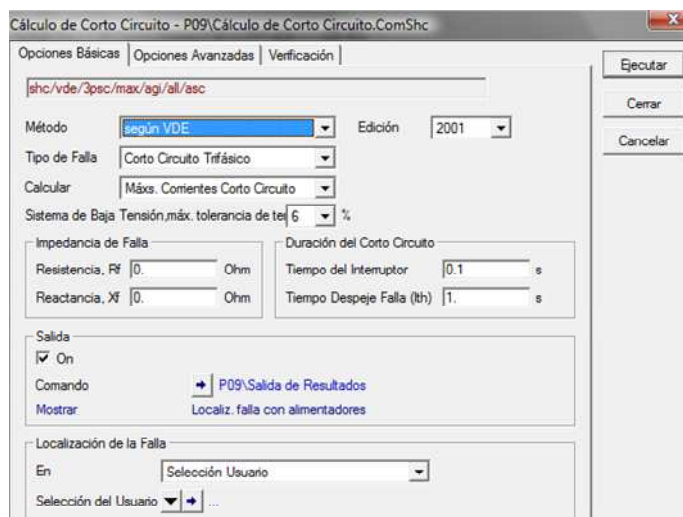 Cálculo de Corto Circuito - P09\Cálculo de Corto Circuito.ComShc
Opciones Básicas Opciones Avanzadas Verificación
Ejecutar
shc/vde/3psc/max/agi/all/asc
Cerrar
Método según VDE Edición 2001
Cancelar
Tipo de Falla Corto Circuito Trifásico
Calcular Máxs. Corrientes Corto Circuito
Sistema de Baja Tensión,máx. tolerancia de ter 6 %
Impedancia de Falla Duración del Corto Circuito
Resistencia, Rf 0. Ohm Tiempo del Interruptor 0.1 s
Reactancia, Xf 0. Ohm Tiempo Despeje Falla (Ith) 1. s
Salida
On
Comando P09\Salida de Resultados
Mostrar Localiz. falla con alimentadores
Localización de la Falla
En Selección Usuario
Selección del Usuario ...